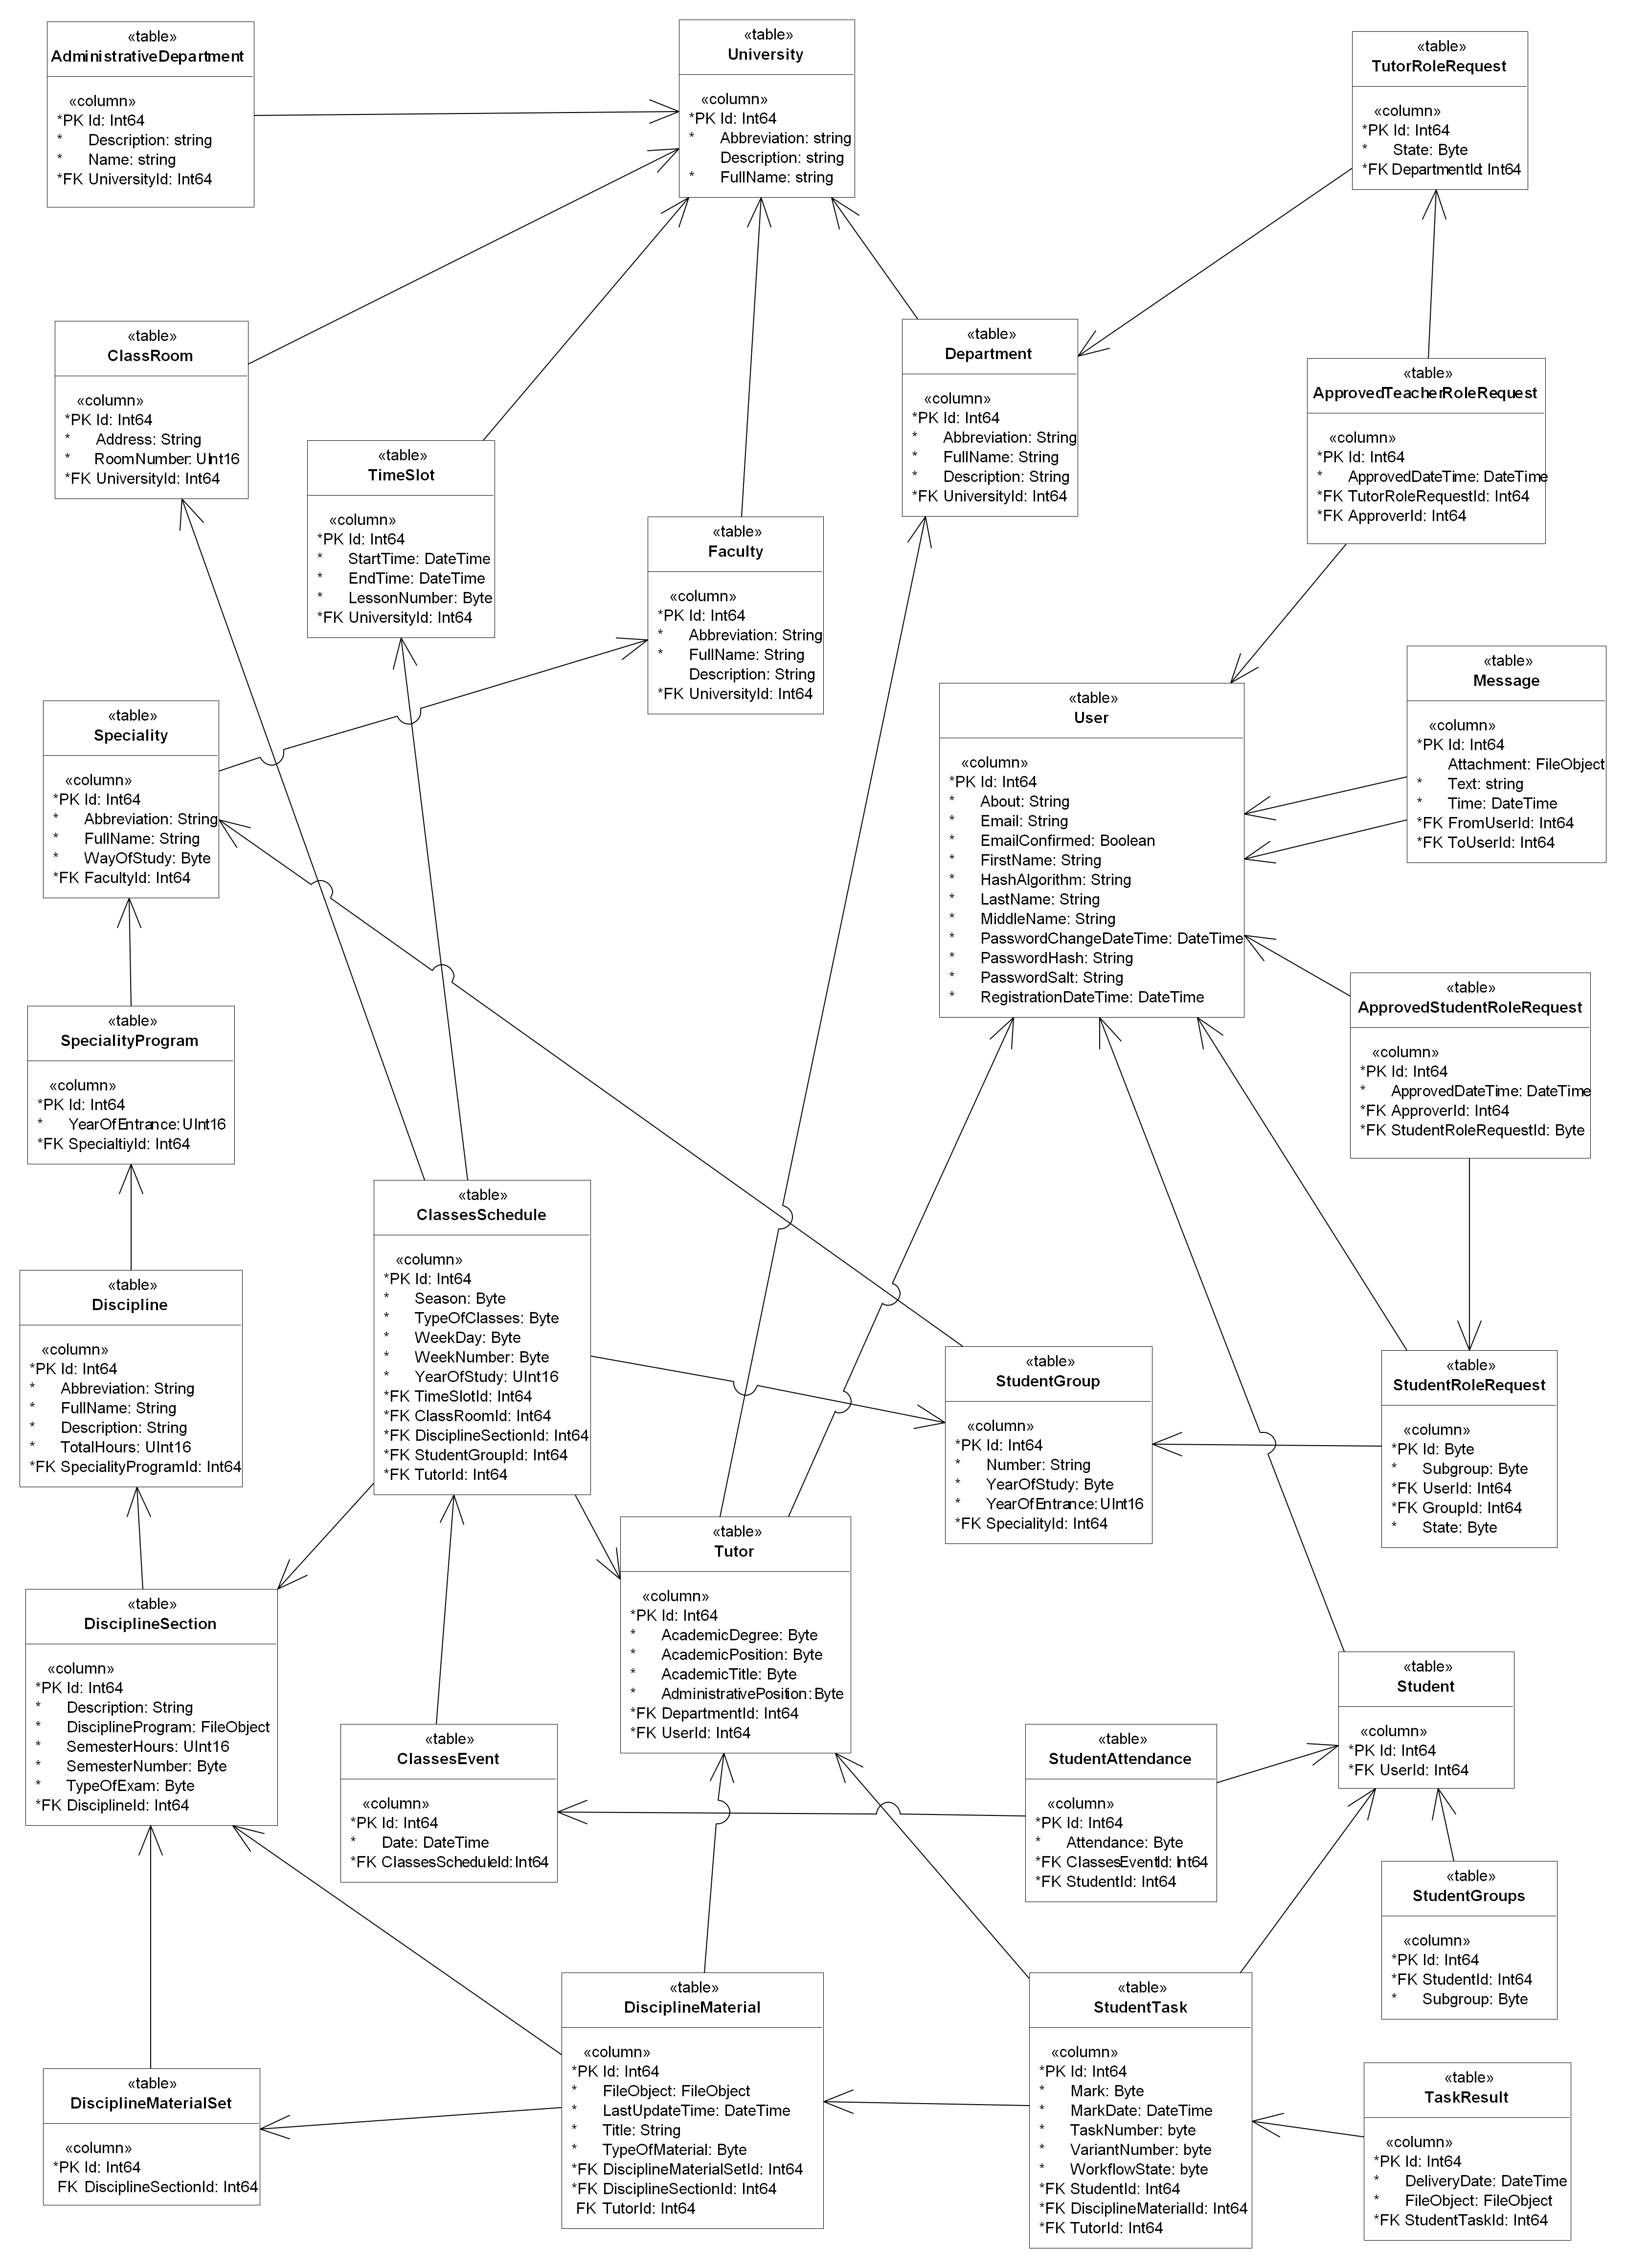 «table»
AdministrativeDepartment
«column»
*PK Id: Int64
* Description: string
* Name: string
*FK UniversityId: Int64
«table»
University
«column»
*PK Id: Int64
* Abbreviation: string
Description: string
* FullName: string
«table»
TutorRoleRequest
«column»
*PK Id: Int64
* State: Byte
*FK DepartmentId: Int64
«table»
ClassRoom
«column»
*PK Id: Int64
* Address: String
* RoomNumber: UInt16
*FK UniversityId: Int64
«table»
TimeSlot
«column»
*PK Id: Int64
* StartTime: DateTime
* EndTime: DateTime
* LessonNumber: Byte
*FK UniversityId: Int64
«table»
Faculty
«column»
*PK Id: Int64
* Abbreviation: String
* FullName: String
Description: String
*FK UniversityId: Int64
«table»
Department
«column»
*PK Id: Int64
* Abbreviation: String
* FullName: String
* Description: String
*FK UniversityId: Int64
«table»
ApprovedTeacherRoleRequest
«column»
*PK Id: Int64
* ApprovedDateTime: DateTime
*FK TutorRoleRequestId: Int64
*FK ApproverId: Int64
«table»
Speciality
«column»
*PK Id: Int64
* Abbreviation: String
* FullName: String
* WayOfStudy: Byte
*FK FacultyId: Int64
«table»
User
«column»
*PK Id: Int64
* About: String
* Email: String
* EmailConfirmed: Boolean
* FirstName: String
* HashAlgorithm: String
* LastName: String
* MiddleName: String
* PasswordChangeDateTime: DateTime
* PasswordHash: String
* PasswordSalt: String
* RegistrationDateTime: DateTime
«table»
Message
«column»
*PK Id: Int64
Attachment: FileObject
* Text: string
* Time: DateTime
*FK FromUserId: Int64
*FK ToUserId: Int64
«table»
SpecialityProgram
«column»
*PK Id: Int64
* YearOfEntrance: UInt16
*FK SpecialtiyId: Int64
«table»
ApprovedStudentRoleRequest
«column»
*PK Id: Int64
* ApprovedDateTime: DateTime
*FK ApproverId: Int64
*FK StudentRoleRequestId: Byte
«table»
Discipline
«column»
*PK Id: Int64
* Abbreviation: String
* FullName: String
* Description: String
* TotalHours: UInt16
*FK SpecialityProgramId: Int64
«table»
ClassesSchedule
«column»
*PK Id: Int64
* Season: Byte
* TypeOfClasses: Byte
* WeekDay: Byte
* WeekNumber: Byte
* YearOfStudy: UInt16
*FK TimeSlotId: Int64
*FK ClassRoomId: Int64
*FK DisciplineSectionId: Int64
*FK StudentGroupId: Int64
*FK TutorId: Int64
«table»
StudentGroup
«column»
*PK Id: Int64
* Number: String
* YearOfStudy: Byte
* YearOfEntrance: UInt16
*FK SpecialityId: Int64
«table»
StudentRoleRequest
«column»
*PK Id: Byte
* Subgroup: Byte
*FK UserId: Int64
*FK GroupId: Int64
* State: Byte
«table»
Tutor
«column»
*PK Id: Int64
* AcademicDegree: Byte
* AcademicPosition: Byte
* AcademicTitle: Byte
* AdministrativePosition: Byte
*FK DepartmentId: Int64
*FK UserId: Int64
«table»
DisciplineSection
«column»
*PK Id: Int64
* Description: String
* DisciplineProgram: FileObject
* SemesterHours: UInt16
* SemesterNumber: Byte
* TypeOfExam: Byte
*FK DisciplineId: Int64
«table»
Student
«column»
*PK Id: Int64
*FK UserId: Int64
«table»
ClassesEvent
«column»
*PK Id: Int64
* Date: DateTime
*FK ClassesScheduleId: Int64
«table»
StudentAttendance
«column»
*PK Id: Int64
* Attendance: Byte
*FK ClassesEventId: Int64
*FK StudentId: Int64
«table»
StudentGroups
«column»
*PK Id: Int64
*FK StudentId: Int64
* Subgroup: Byte
«table»
DisciplineMaterialSet
«column»
*PK Id: Int64
FK DisciplineSectionId: Int64
«table»
DisciplineMaterial
«column»
*PK Id: Int64
* FileObject: FileObject
* LastUpdateTime: DateTime
* Title: String
* TypeOfMaterial: Byte
*FK DisciplineMaterialSetId: Int64
*FK DisciplineSectionId: Int64
FK TutorId: Int64
«table»
StudentTask
«column»
*PK Id: Int64
* Mark: Byte
* MarkDate: DateTime
* TaskNumber: byte
* VariantNumber: byte
* WorkflowState: byte
*FK StudentId: Int64
*FK DisciplineMaterialId: Int64
*FK TutorId: Int64
«table»
TaskResult
«column»
*PK Id: Int64
* DeliveryDate: DateTime
* FileObject: FileObject
*FK StudentTaskId: Int64